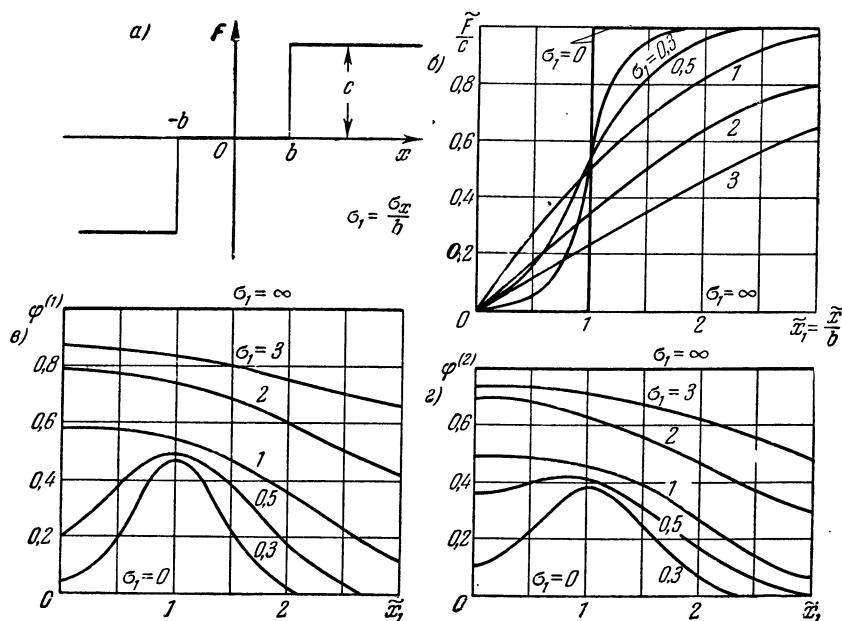 а)
F
c
-b
0
b
x
σ₁ = σₓ/b
б)
F̃/c
0,8
0,6
0,4
0,2
0
σ₁=0
σ₁=0,3
0,5
1
2
3
σ₁=∞
1
2
x̃₁= x̃/b
в)
φ⁽¹⁾
σ₁=∞
0,8
0,6
0,4
0,2
0
σ₁=3
2
1
0,5
0,3
σ₁=0
1
2
x̃₁
г)
φ⁽²⁾
σ₁=∞
0,6
0,4
0,2
0
σ₁=3
2
1
0,5
0,3
σ₁=0
1
2
x̃₁